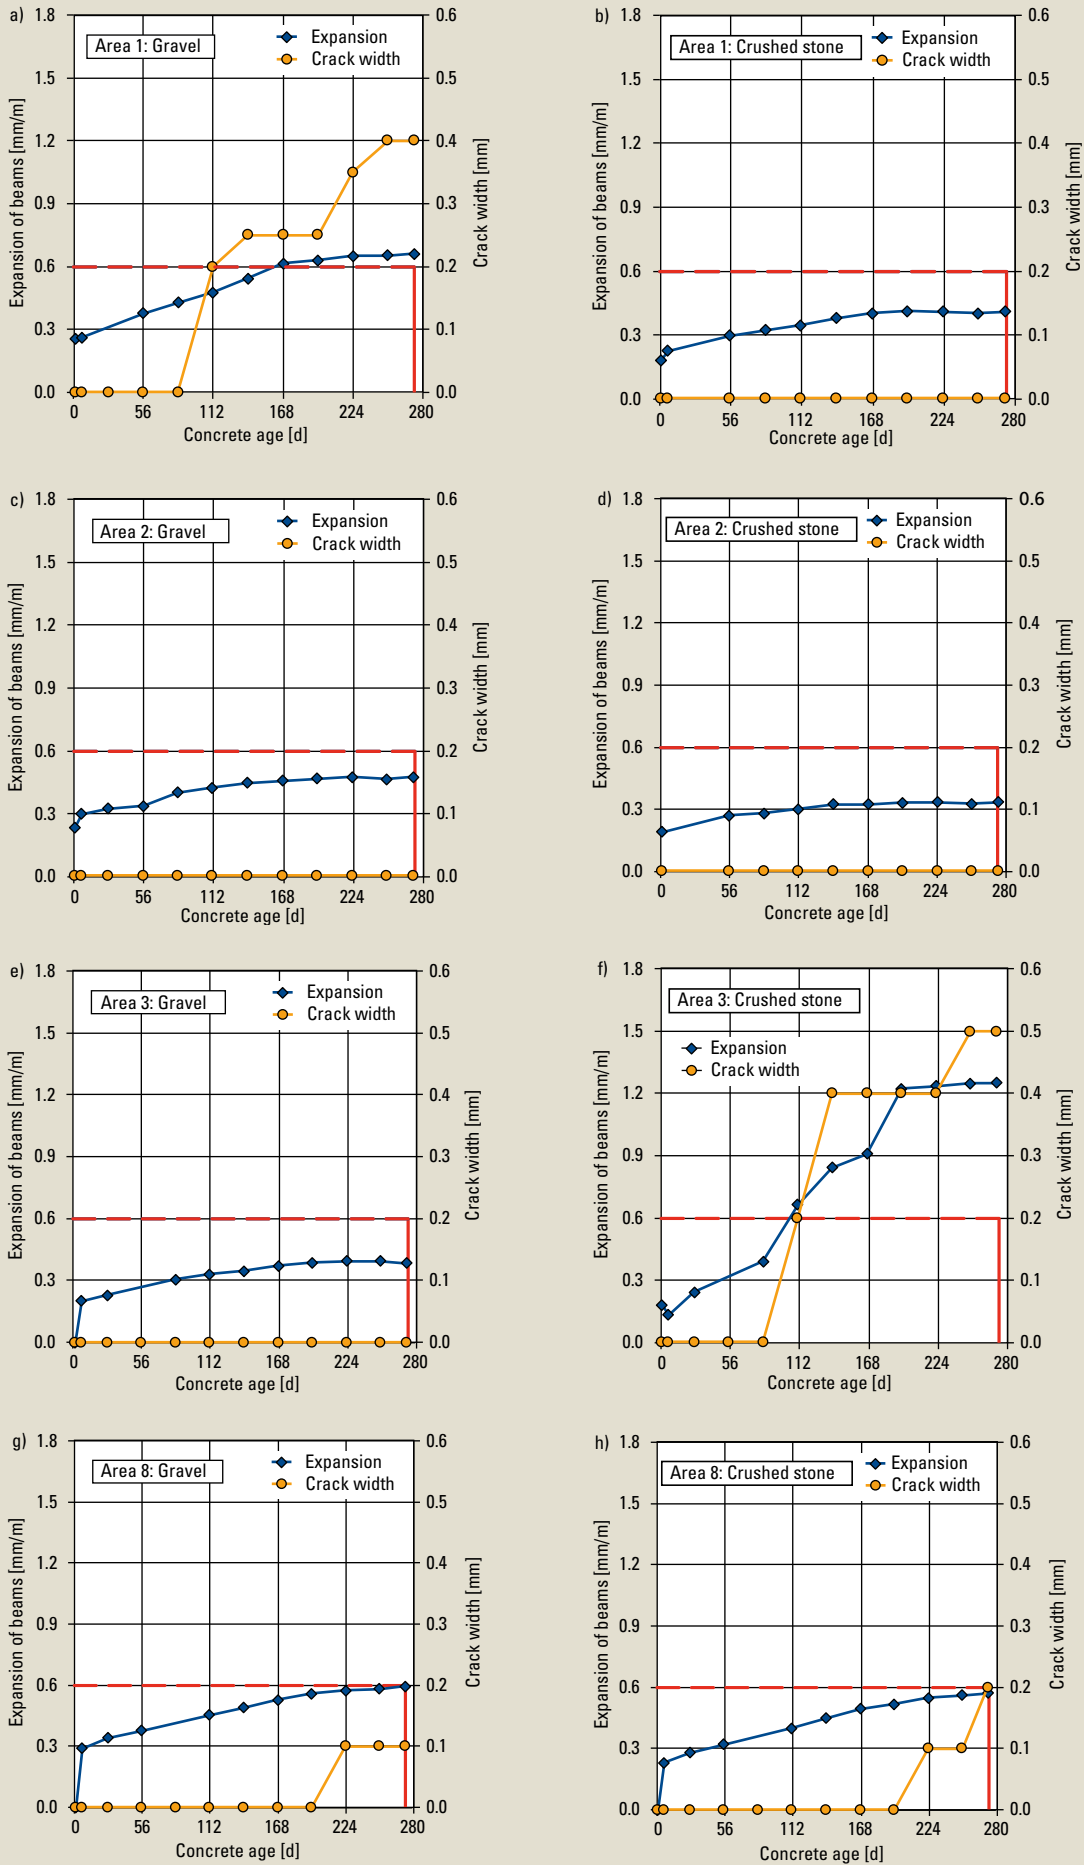 a)
Area 1: Gravel
Expansion
Crack width
Expansion of beams [mm/m]
1.8
1.5
1.2
0.9
0.6
0.3
0.0
0.6
0.5
0.4
0.3
0.2
0.1
0.0
Crack width [mm]
0 56 112 168 224 280
Concrete age [d]
b)
Area 1: Crushed stone
Expansion
Crack width
Expansion of beams [mm/m]
1.8
1.5
1.2
0.9
0.6
0.3
0.0
0.6
0.5
0.4
0.3
0.2
0.1
0.0
Crack width [mm]
0 56 112 168 224 280
Concrete age [d]
c)
Area 2: Gravel
Expansion
Crack width
Expansion of beams [mm/m]
1.8
1.5
1.2
0.9
0.6
0.3
0.0
0.6
0.5
0.4
0.3
0.2
0.1
0.0
Crack width [mm]
0 56 112 168 224 280
Concrete age [d]
d)
Area 2: Crushed stone
Expansion
Crack width
Expansion of beams [mm/m]
1.8
1.5
1.2
0.9
0.6
0.3
0.0
0.6
0.5
0.4
0.3
0.2
0.1
0.0
Crack width [mm]
0 56 112 168 224 280
Concrete age [d]
e)
Area 3: Gravel
Expansion
Crack width
Expansion of beams [mm/m]
1.8
1.5
1.2
0.9
0.6
0.3
0.0
0.6
0.5
0.4
0.3
0.2
0.1
0.0
Crack width [mm]
0 56 112 168 224 280
Concrete age [d]
f)
Area 3: Crushed stone
Expansion
Crack width
Expansion of beams [mm/m]
1.8
1.5
1.2
0.9
0.6
0.3
0.0
0.6
0.5
0.4
0.3
0.2
0.1
0.0
Crack width [mm]
0 56 112 168 224 280
Concrete age [d]
g)
Area 8: Gravel
Expansion
Crack width
Expansion of beams [mm/m]
1.8
1.5
1.2
0.9
0.6
0.3
0.0
0.6
0.5
0.4
0.3
0.2
0.1
0.0
Crack width [mm]
0 56 112 168 224 280
Concrete age [d]
h)
Area 8: Crushed stone
Expansion
Crack width
Expansion of beams [mm/m]
1.8
1.5
1.2
0.9
0.6
0.3
0.0
0.6
0.5
0.4
0.3
0.2
0.1
0.0
Crack width [mm]
0 56 112 168 224 280
Concrete age [d]